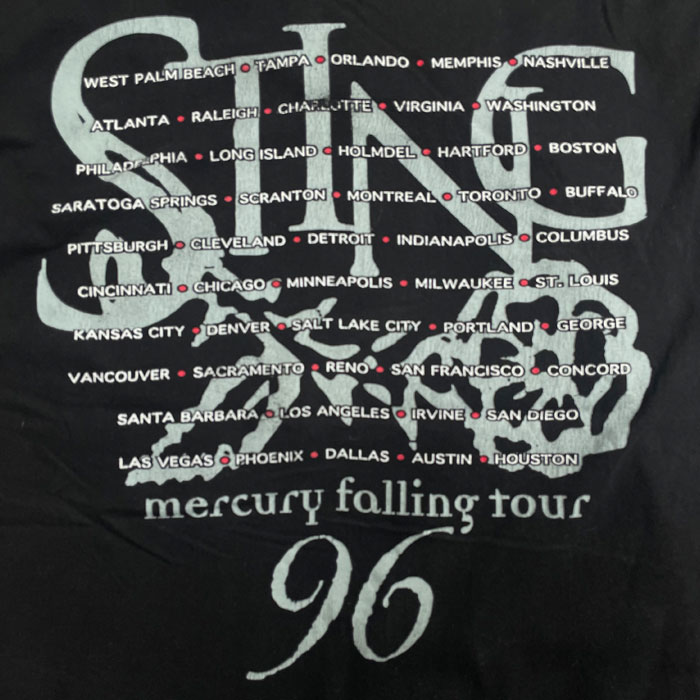 STING
WEST PALM BEACH • TAMPA • ORLANDO • MEMPHIS • NASHVILLE
ATLANTA • RALEIGH • CHARLOTTE • VIRGINIA • WASHINGTON
PHILADELPHIA • LONG ISLAND • HOLMDEL • HARTFORD • BOSTON
SARATOGA SPRINGS • SCRANTON • MONTREAL • TORONTO • BUFFALO
PITTSBURGH • CLEVELAND • DETROIT • INDIANAPOLIS • COLUMBUS
CINCINNATI • CHICAGO • MINNEAPOLIS • MILWAUKEE • ST. LOUIS
KANSAS CITY • DENVER • SALT LAKE CITY • PORTLAND • GEORGE
VANCOUVER • SACRAMENTO • RENO • SAN FRANCISCO • CONCORD
SANTA BARBARA • LOS ANGELES • IRVINE • SAN DIEGO
LAS VEGAS • PHOENIX • DALLAS • AUSTIN • HOUSTON
mercury falling tour
96